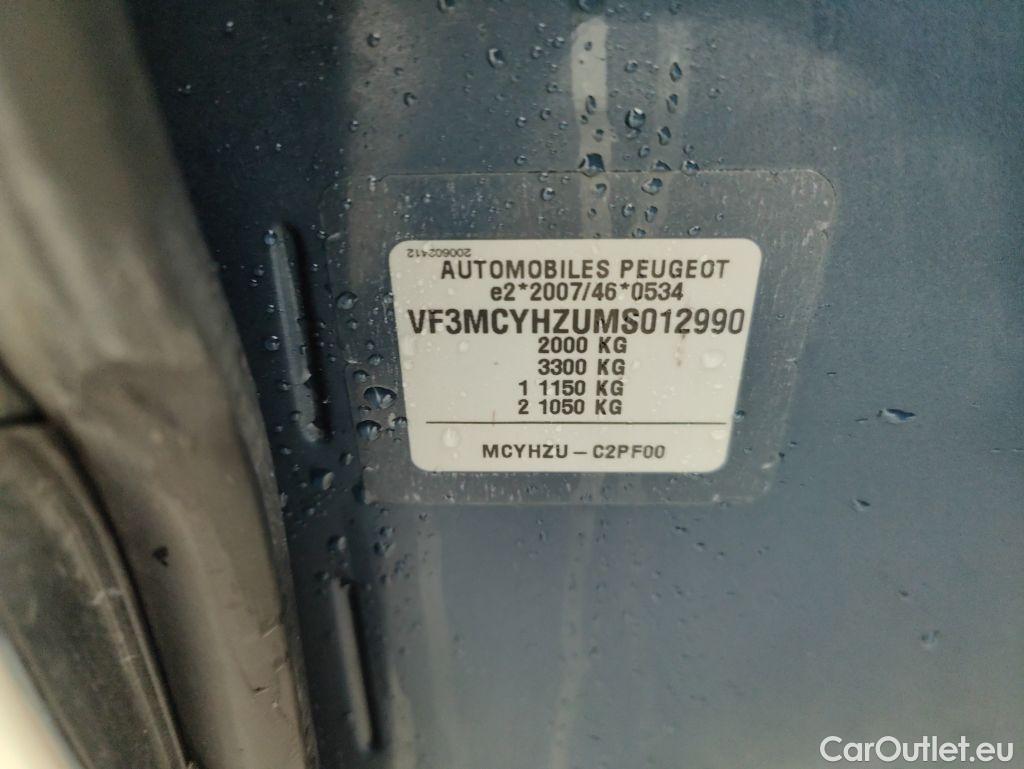 200602412
AUTOMOBILES PEUGEOT
e2*2007/46*0534
VF3MCYHZUMS012990
2000 KG
3300 KG
1 1150 KG
2 1050 KG
MCYHZU - C2PF00
CarOutlet.eu